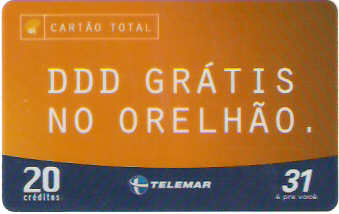 CARTÃO TOTAL
DDD GRÁTIS
NO ORELHÃO.
20
créditos
TELEMAR
31
é pra você